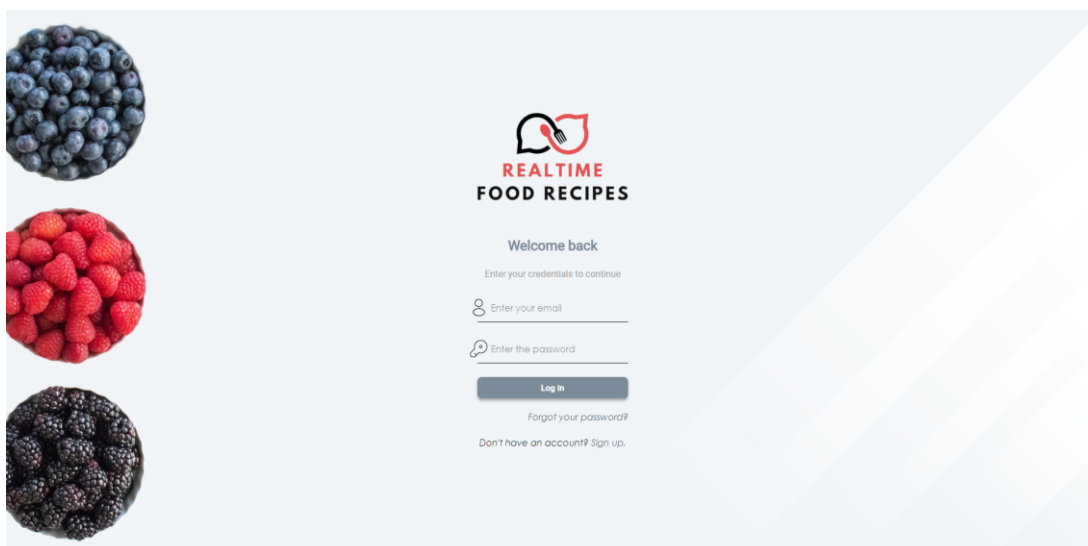 REALTIME
FOOD RECIPES
Welcome back
Enter your credentials to continue
Enter your email
Enter the password
Log in
Forgot your password?
Don't have an account? Sign up.